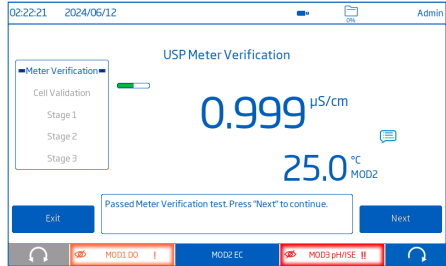 02:22:21 2024/06/12 0% Admin
USP Meter Verification
Meter Verification
Cell Validation
Stage 1
Stage 2
Stage 3
0.999 µS/cm
25.0 °C
MOD2
Passed Meter Verification test. Press "Next" to continue.
Exit
Next
MOD1 DO ! MOD2 EC MOD3 pH/ISE !!